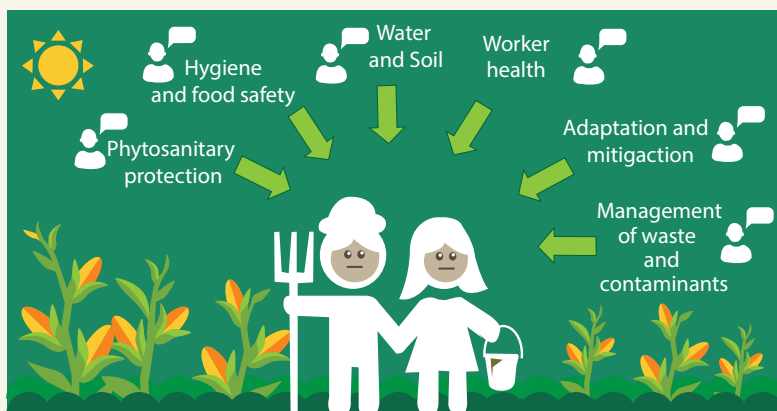 Hygiene
and food safety
Water
and Soil
Worker
health
Phytosanitary
protection
Adaptation and
mitigaction
Management
of waste
and
contaminants